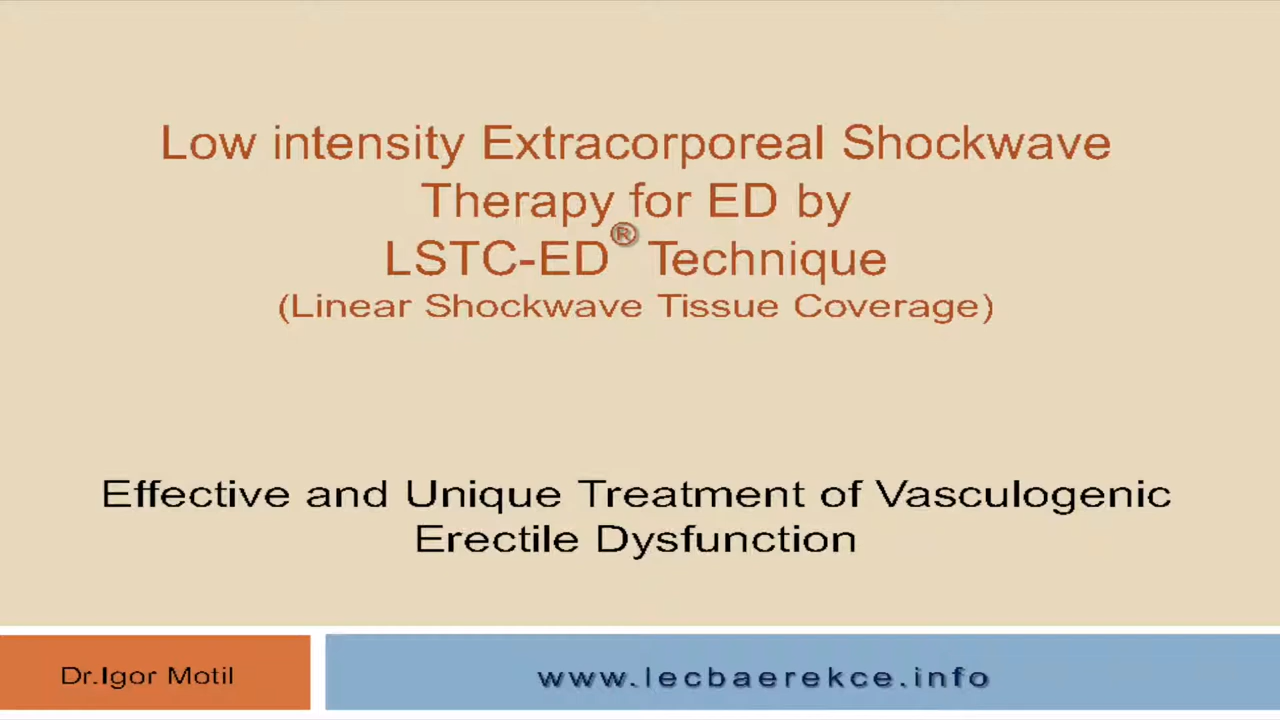 Low intensity Extracorporeal Shockwave
Therapy for ED by
LSTC-ED® Technique
(Linear Shockwave Tissue Coverage)
Effective and Unique Treatment of Vasculogenic
Erectile Dysfunction
Dr.Igor Motil
www.lecbaerekce.info